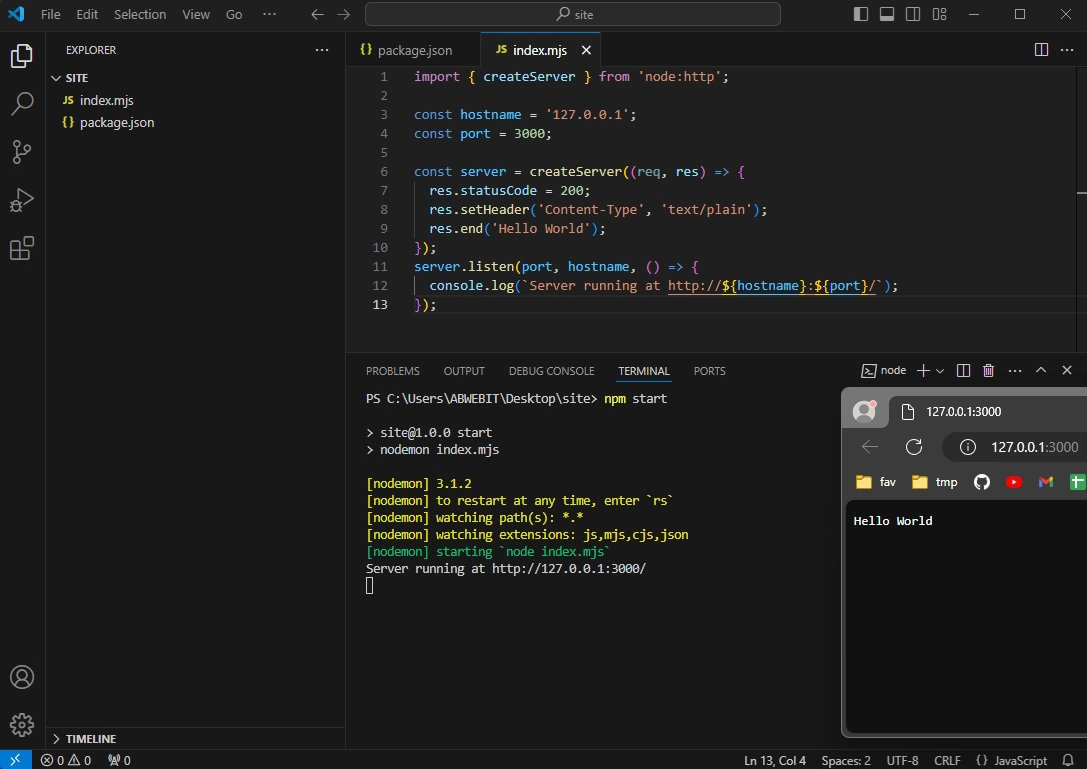 File Edit Selection View Go ··· site
EXPLORER ···
SITE
JS index.mjs
{} package.json
TIMELINE
{} package.json JS index.mjs
1 import { createServer } from 'node:http';
2
3 const hostname = '127.0.0.1';
4 const port = 3000;
5
6 const server = createServer((req, res) => {
7 res.statusCode = 200;
8 res.setHeader('Content-Type', 'text/plain');
9 res.end('Hello World');
10 });
11 server.listen(port, hostname, () => {
12 console.log(`Server running at http://${hostname}:${port}/`);
13 });
PROBLEMS OUTPUT DEBUG CONSOLE TERMINAL PORTS node
PS C:\Users\ABWEBIT\Desktop\site> npm start
> site@1.0.0 start
> nodemon index.mjs
[nodemon] 3.1.2
[nodemon] to restart at any time, enter `rs`
[nodemon] watching path(s): *.*
[nodemon] watching extensions: js,mjs,cjs,json
[nodemon] starting `node index.mjs`
Server running at http://127.0.0.1:3000/
127.0.0.1:3000
127.0.0.1:3000
fav tmp
Hello World
0 0 0 Ln 13, Col 4 Spaces: 2 UTF-8 CRLF {} JavaScript